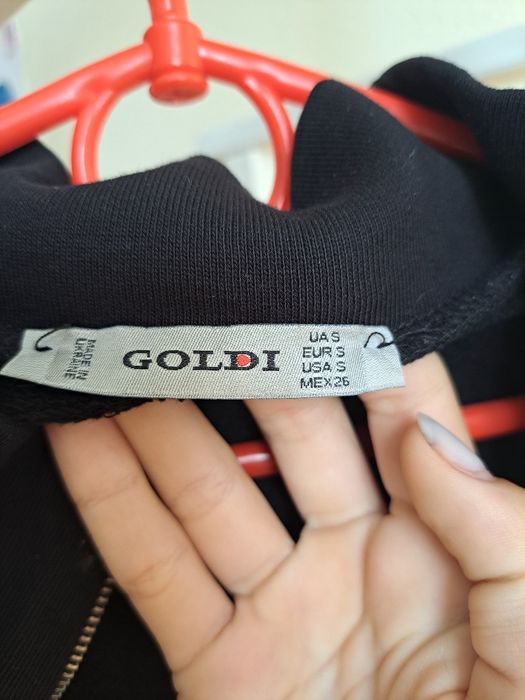 MADE IN
UKRAINE
GOLDI
UA S
EUR S
USA S
MEX 26